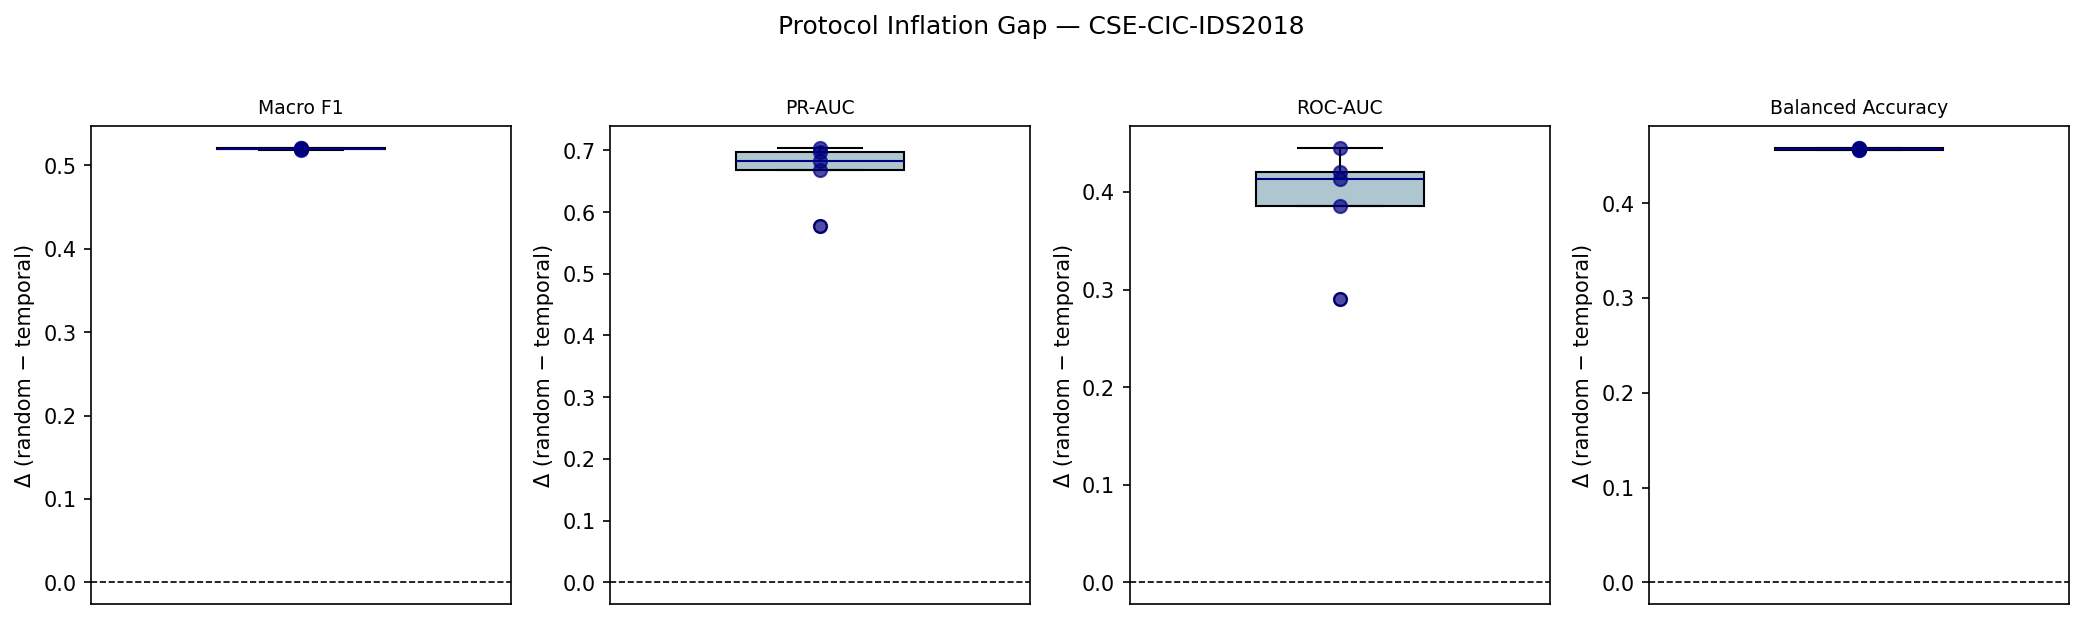 Protocol Inflation Gap — CSE-CIC-IDS2018
Macro F1
Δ (random − temporal)
0.5
0.4
0.3
0.2
0.1
0.0
PR-AUC
Δ (random − temporal)
0.7
0.6
0.5
0.4
0.3
0.2
0.1
0.0
ROC-AUC
Δ (random − temporal)
0.4
0.3
0.2
0.1
0.0
Balanced Accuracy
Δ (random − temporal)
0.4
0.3
0.2
0.1
0.0